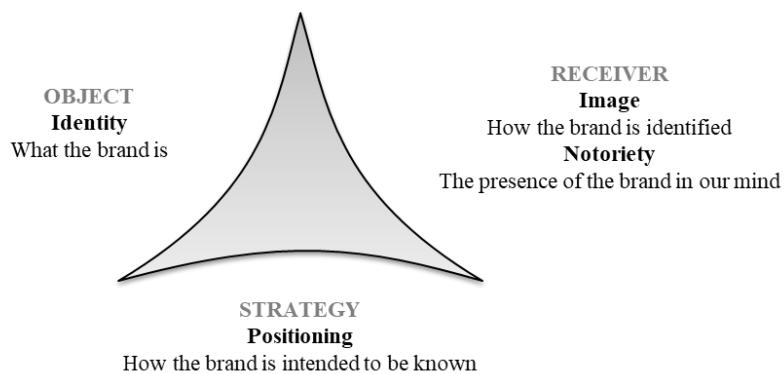 OBJECT
Identity
What the brand is
RECEIVER
Image
How the brand is identified
Notoriety
The presence of the brand in our mind
STRATEGY
Positioning
How the brand is intended to be known